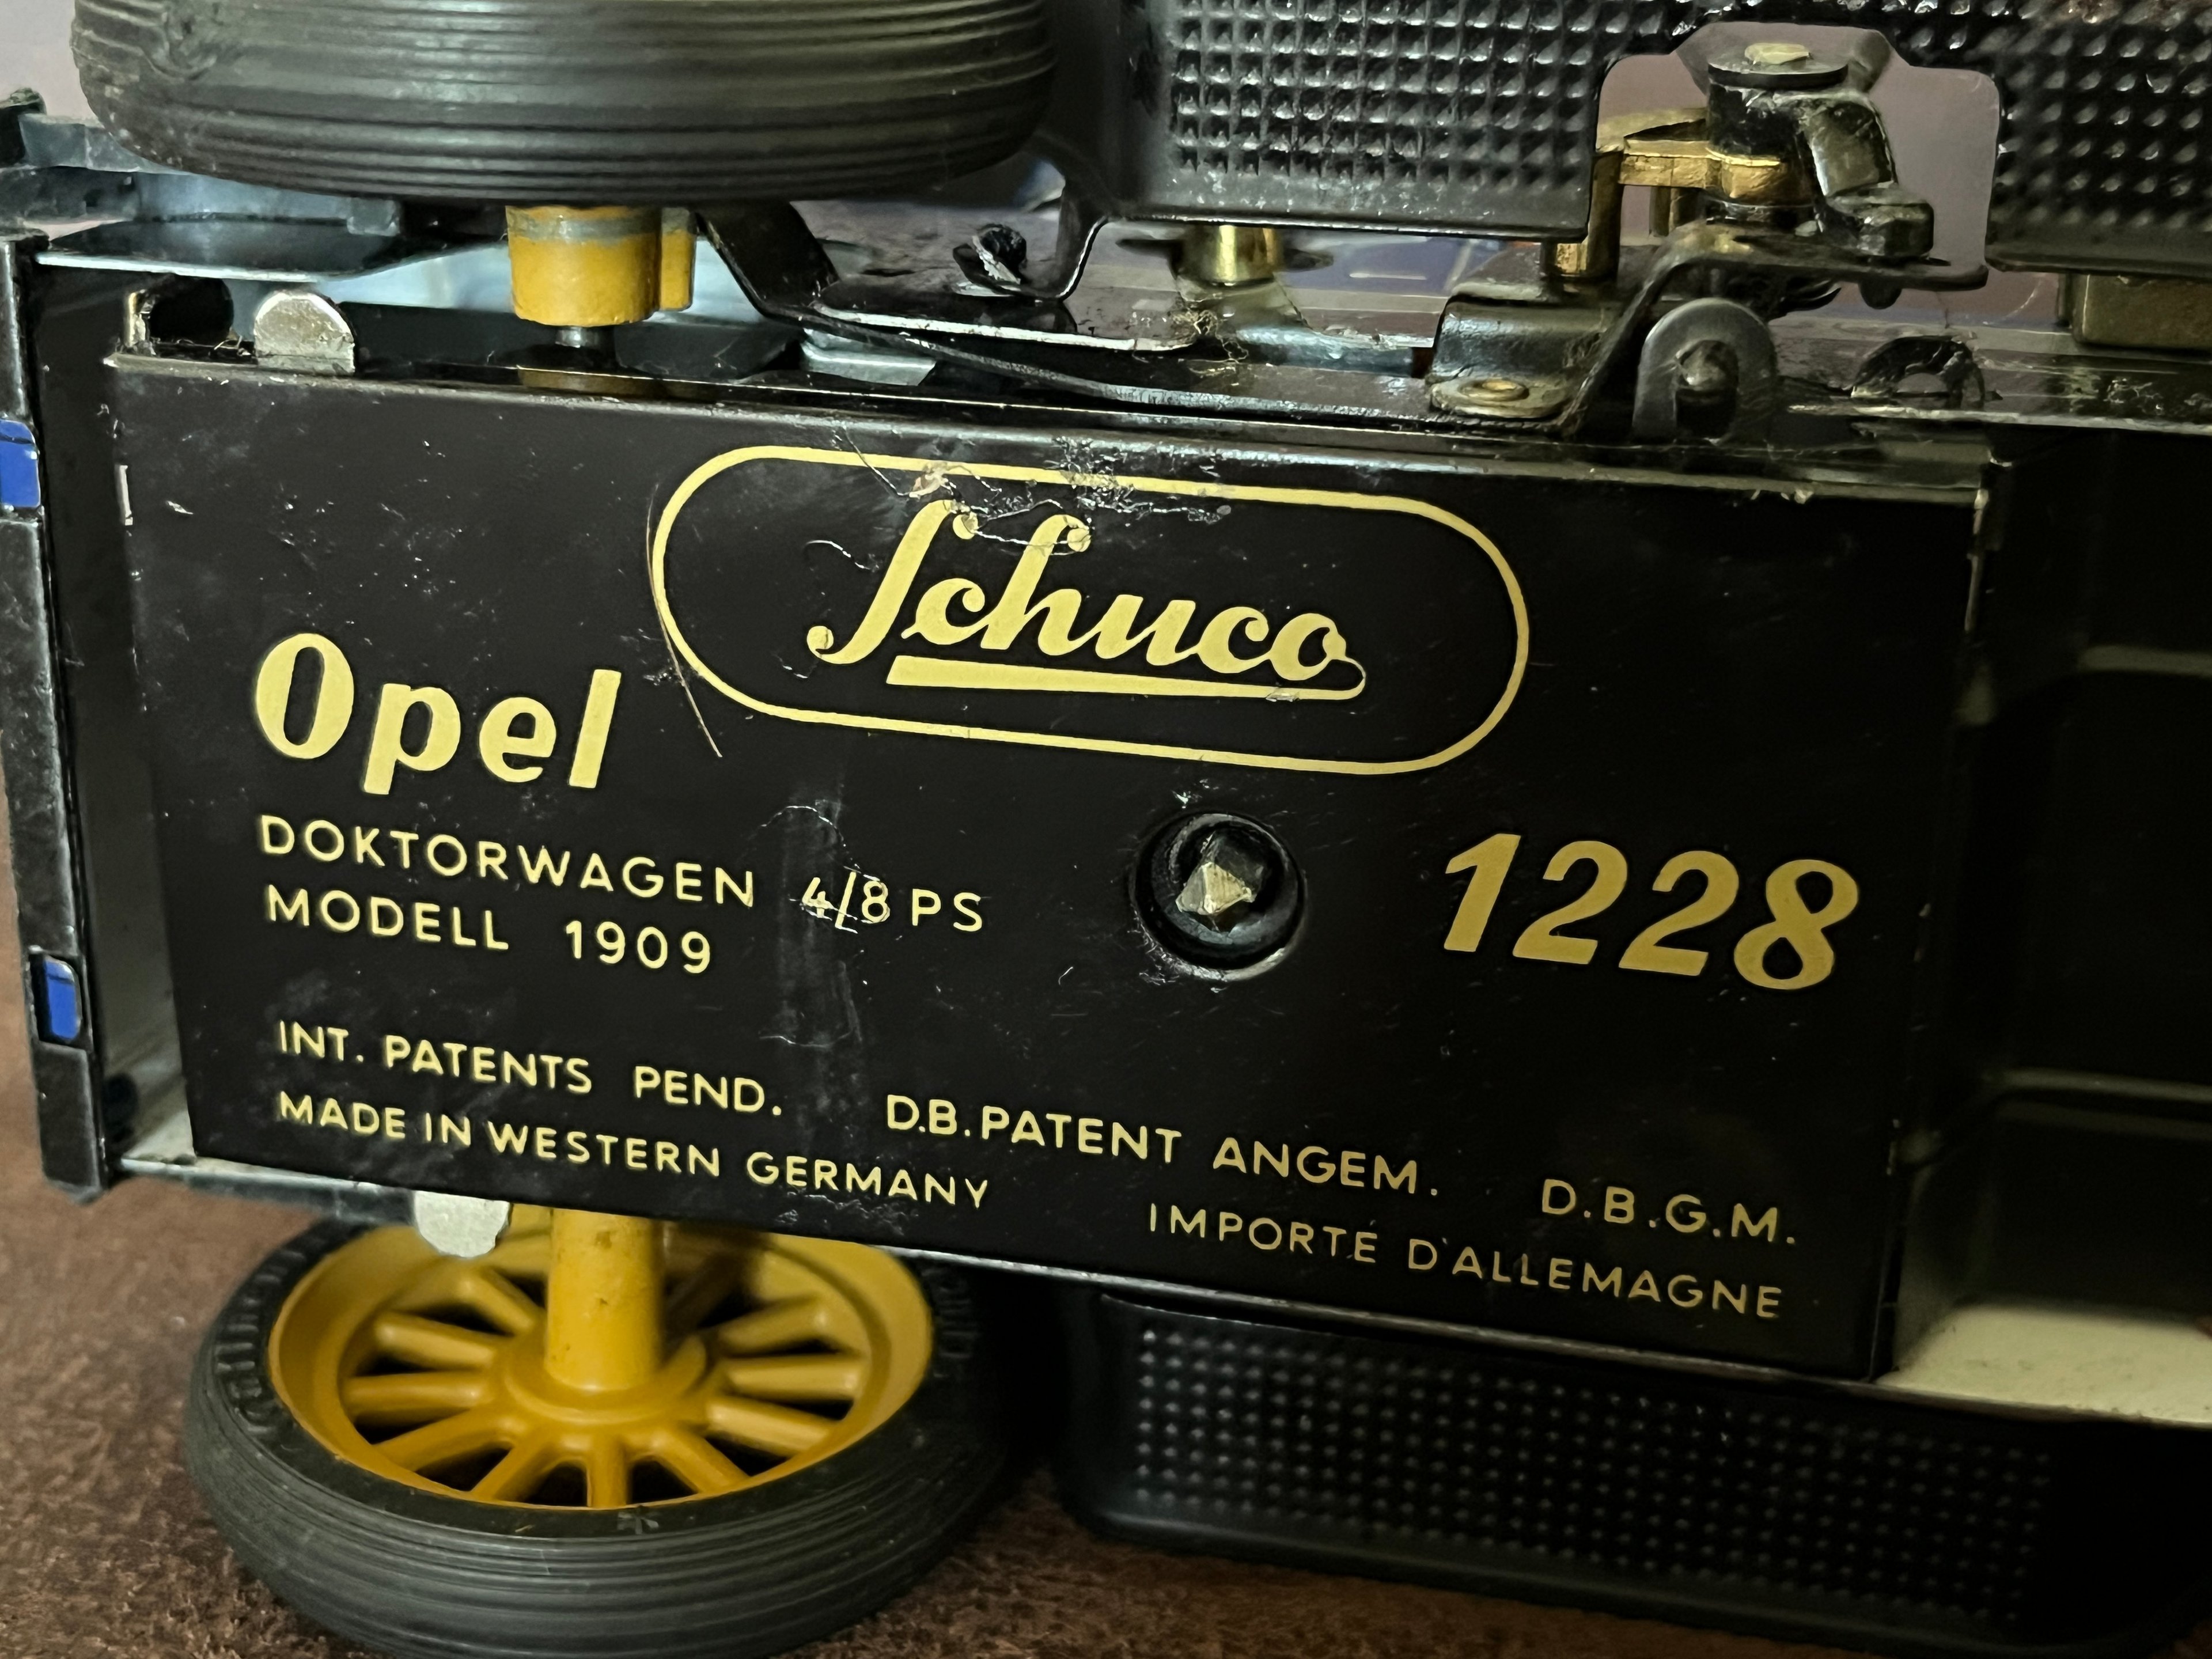 Schuco
Opel
DOKTORWAGEN 4/8 PS
MODELL 1909
1228
INT. PATENTS PEND. D.B.PATENT ANGEM. D.B.G.M.
MADE IN WESTERN GERMANY IMPORTÉ D'ALLEMAGNE